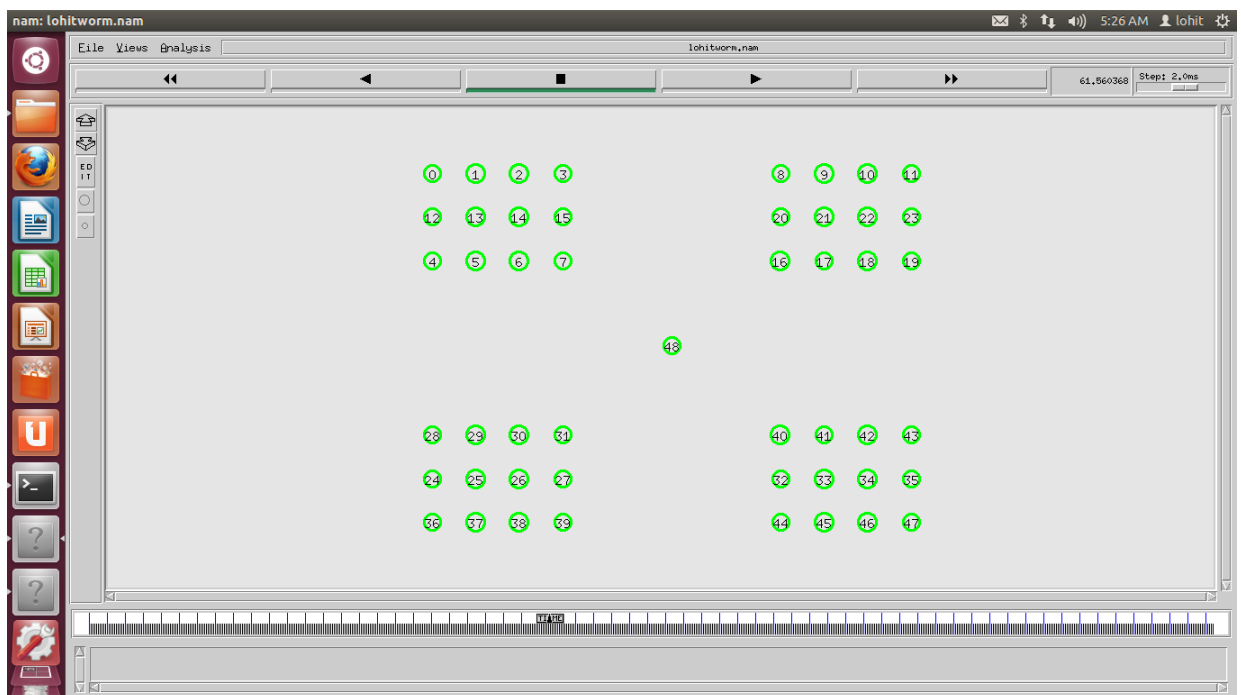 nam: lohitworm.nam 5:26 AM lohit
File Views Analysis lohitworm.nam
61.560368 Step: 2.0ms
ED
IT
0 1 2 3 8 9 10 11
12 13 14 15 20 21 22 23
4 5 6 7 16 17 18 19
48
28 29 30 31 40 41 42 43
24 25 26 27 32 33 34 35
36 37 38 39 44 45 46 47
TIME